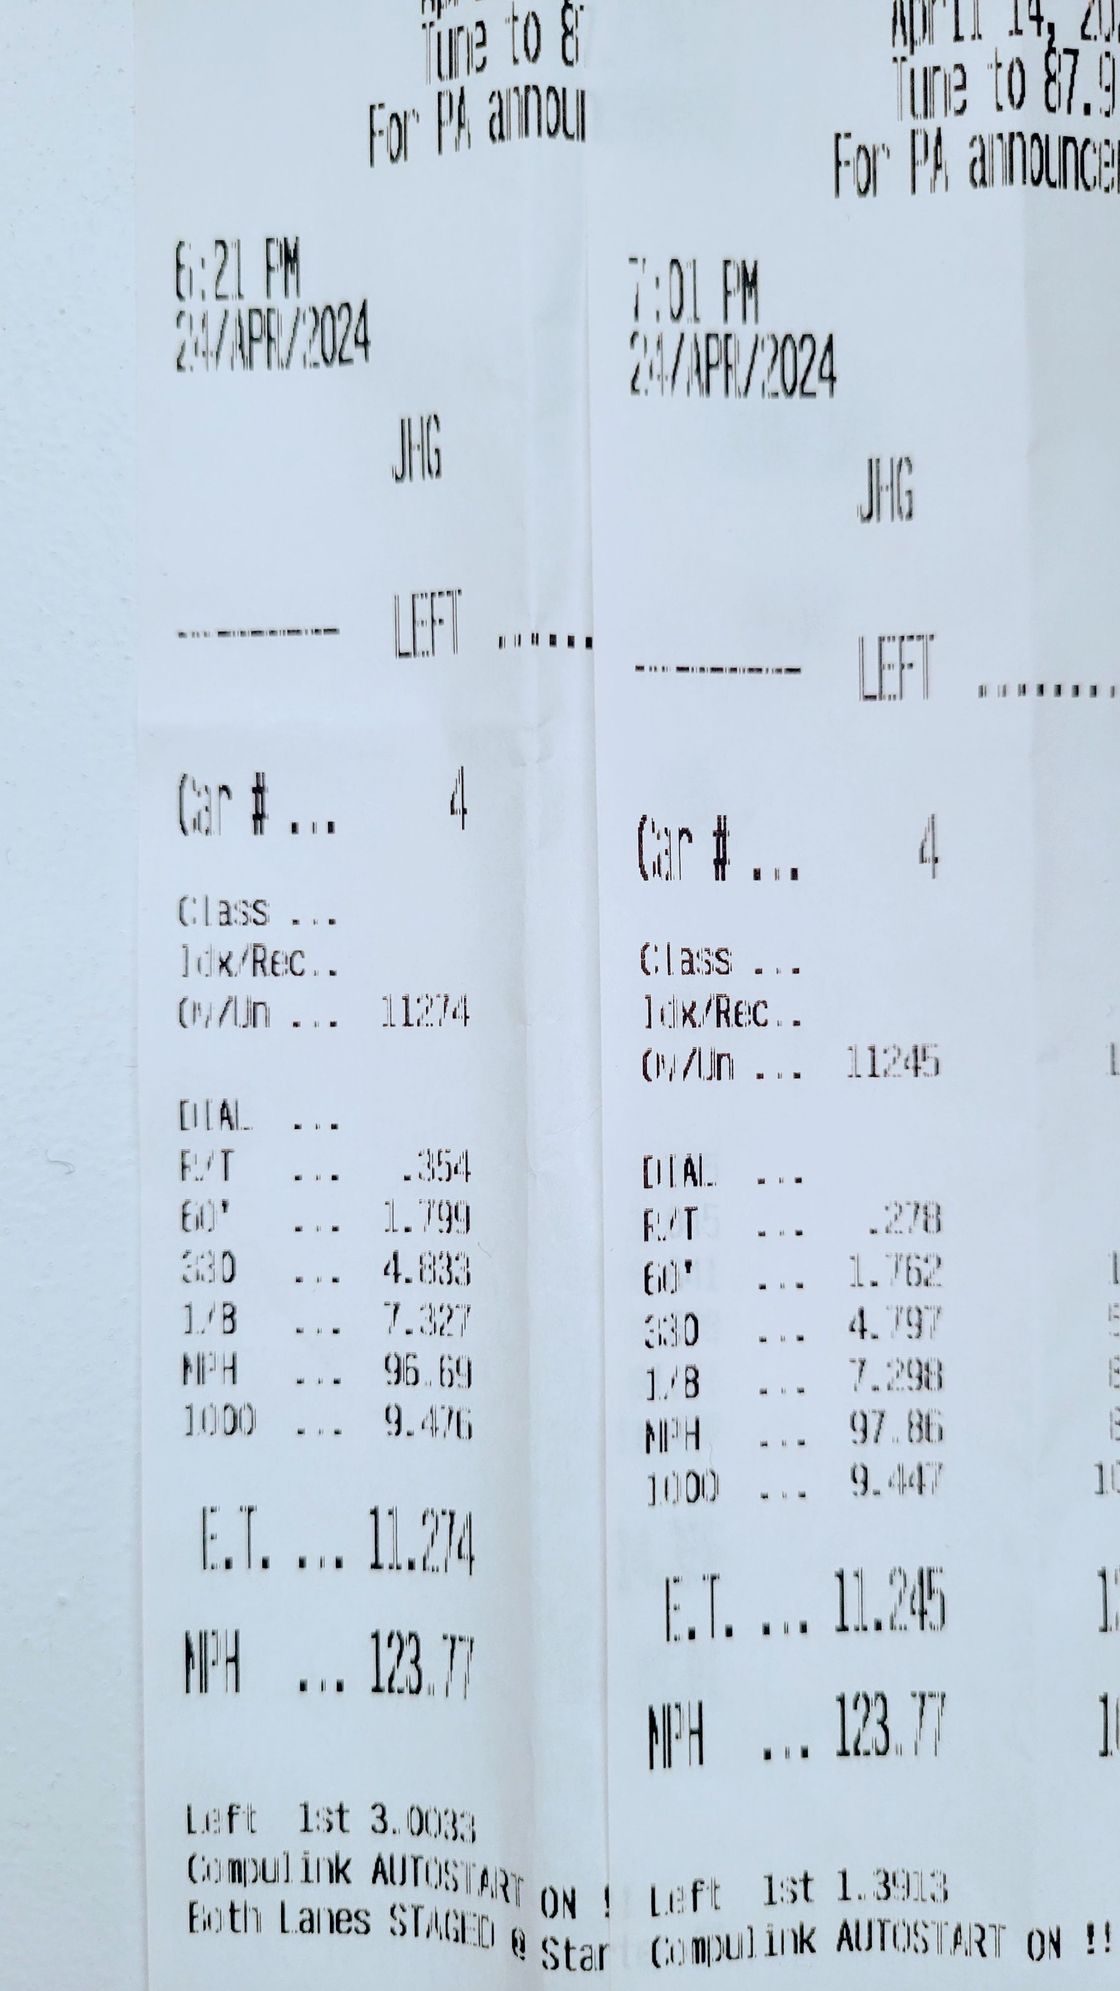 Tune to 8
For PA annou
6:21 PM
24/APR/2024
JHG
---------- LEFT ......
Car # ... 4
Class ...
Idx/Rec..
Ov/Un ... 11274
DIAL ...
R/T ... .354
60' ... 1.799
330 ... 4.833
1/8 ... 7.327
MPH ... 96.69
1000 ... 9.476
E.T. ... 11.274
MPH ... 123.77
Left 1st 3.0033
Compulink AUTOSTART ON !
Both Lanes STAGED @ Star
April 14, 20
Tune to 87.9
For PA announce
7:01 PM
24/APR/2024
JHG
---------- LEFT .........
Car # ... 4
Class ...
Idx/Rec..
Ov/Un ... 11245
DIAL ...
R/T ... .278
60' ... 1.762
330 ... 4.797
1/8 ... 7.298
MPH ... 97.86
1000 ... 9.447
E.T. ... 11.245
MPH ... 123.77
Left 1st 1.3913
Compulink AUTOSTART ON !!